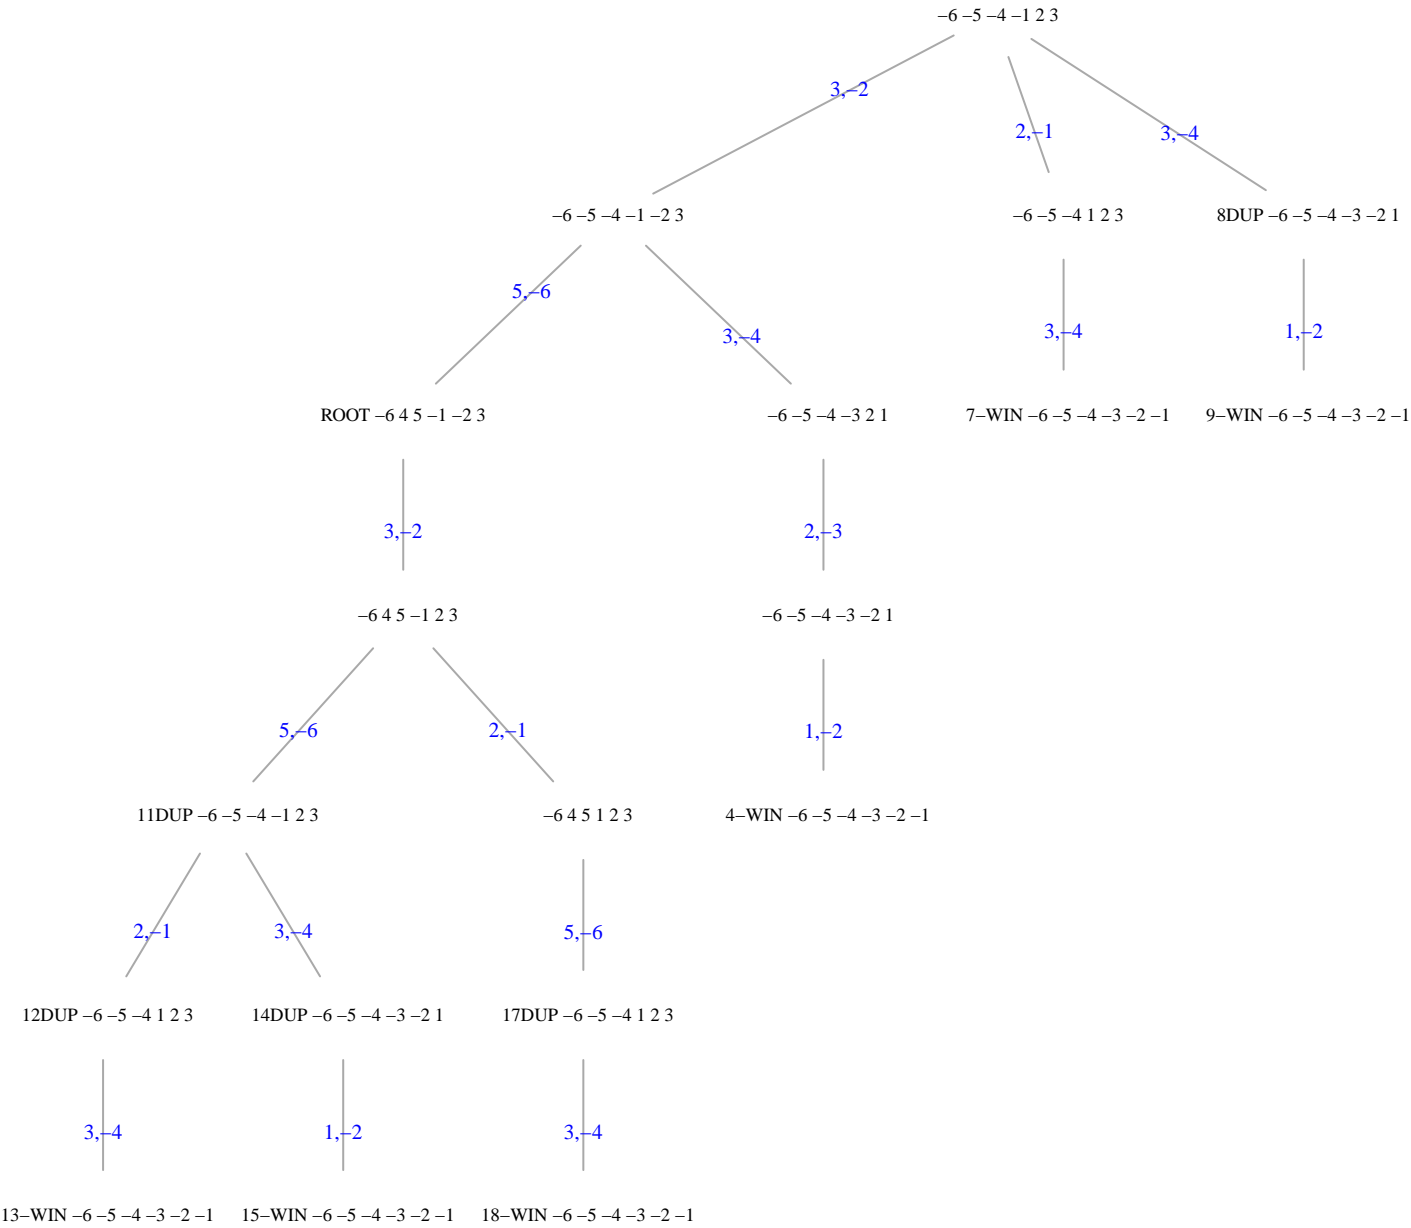 –6 –5 –4 –1 2 3
3,–2
2,–1
3,–4
–6 –5 –4 –1 –2 3
–6 –5 –4 1 2 3
8DUP –6 –5 –4 –3 –2 1
5,–6
3,–4
3,–4
1,–2
ROOT –6 4 5 –1 –2 3
–6 –5 –4 –3 2 1
7–WIN –6 –5 –4 –3 –2 –1
9–WIN –6 –5 –4 –3 –2 –1
3,–2
2,–3
–6 4 5 –1 2 3
–6 –5 –4 –3 –2 1
5,–6
2,–1
1,–2
11DUP –6 –5 –4 –1 2 3
–6 4 5 1 2 3
4–WIN –6 –5 –4 –3 –2 –1
2,–1
3,–4
5,–6
12DUP –6 –5 –4 1 2 3
14DUP –6 –5 –4 –3 –2 1
17DUP –6 –5 –4 1 2 3
3,–4
1,–2
3,–4
13–WIN –6 –5 –4 –3 –2 –1
15–WIN –6 –5 –4 –3 –2 –1
18–WIN –6 –5 –4 –3 –2 –1